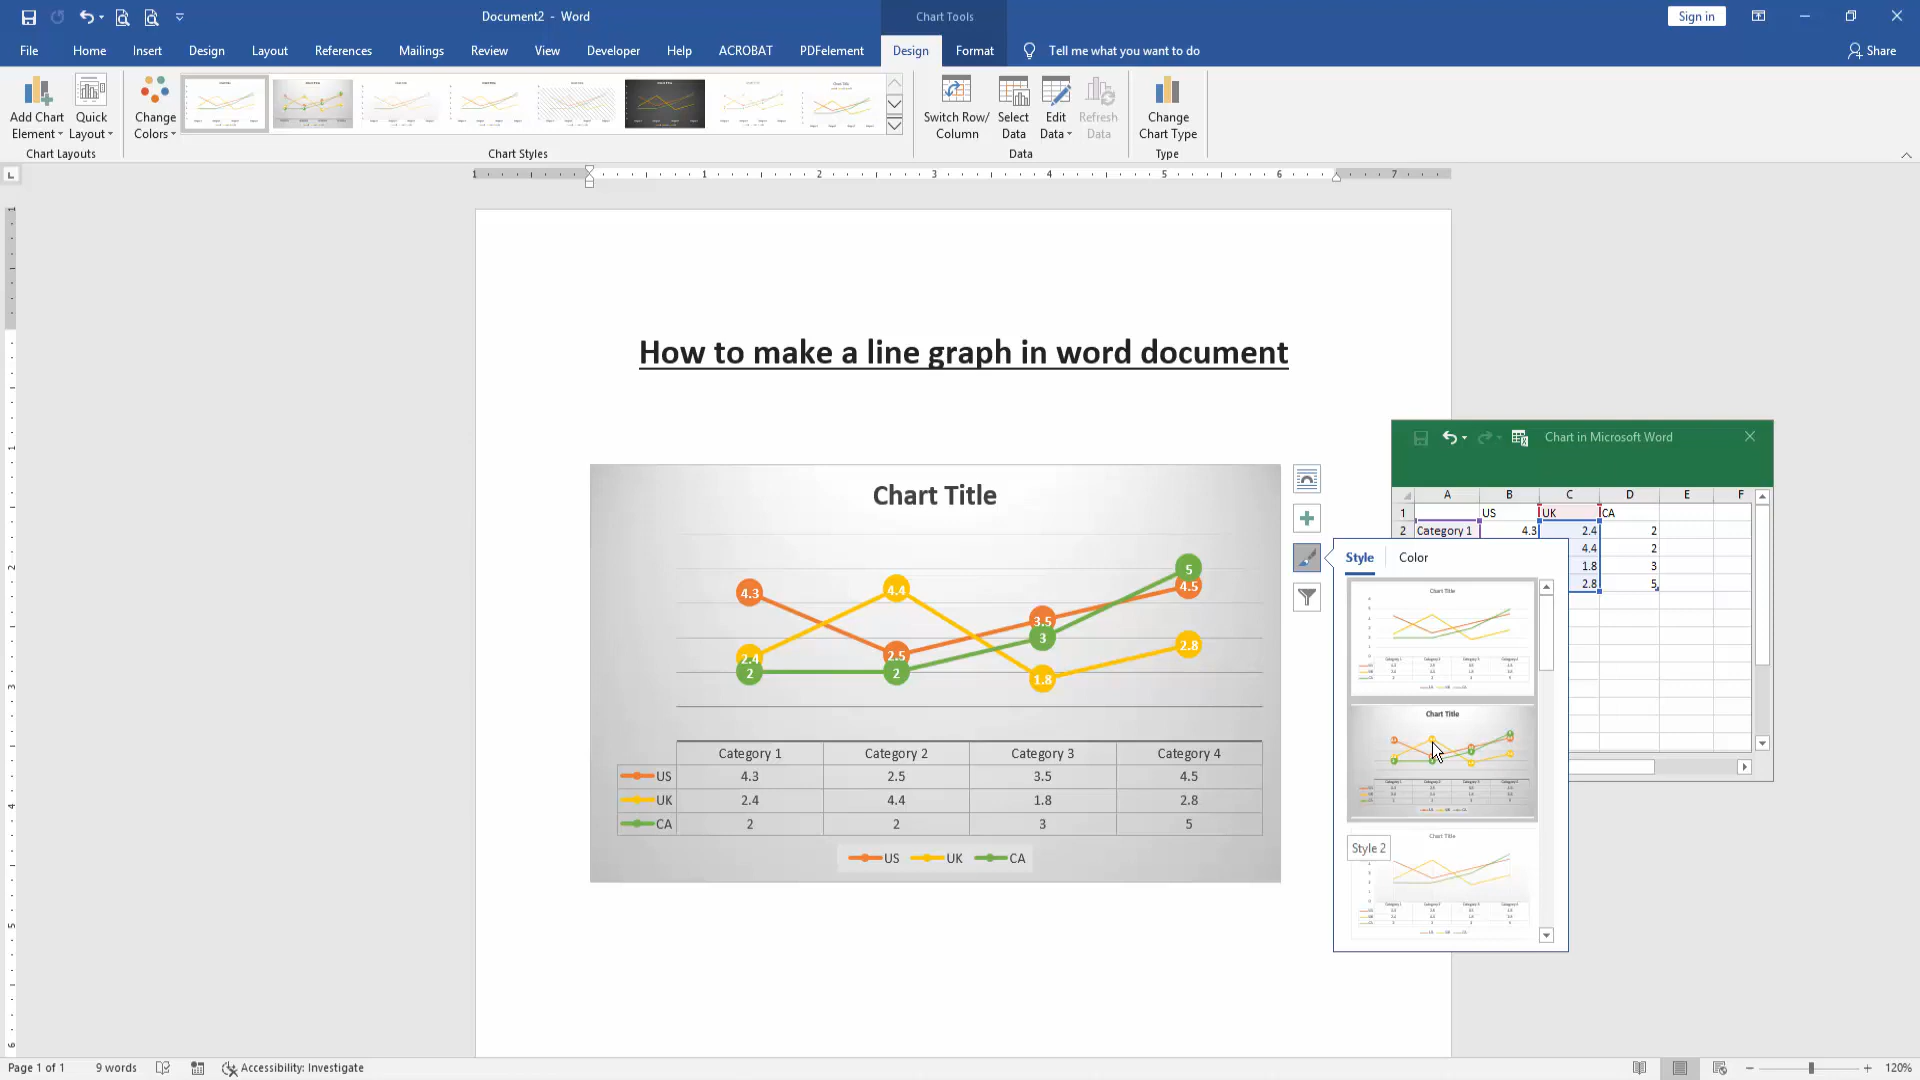 Document2 - Word
Chart Tools
Sign in
File Home Insert Design Layout References Mailings Review View Developer Help ACROBAT PDFelement Design Format Tell me what you want to do Share
Add Chart Element
Quick Layout
Change Colors
Switch Row/ Column
Select Data
Edit Data
Refresh Data
Change Chart Type
Chart Layouts
Chart Styles
Data
Type
1 1 2 3 4 5 6 7
How to make a line graph in word document
Chart in Microsoft Word
A B C D E F
1 US UK CA
2 Category 1 4.3 2.4 2
4.4 2
1.8 3
2.8 5
Chart Title
4.3 4.4 5 4.5
2.4 2 2.5 2 3.5 3 1.8 2.8
Category 1 Category 2 Category 3 Category 4
US 4.3 2.5 3.5 4.5
UK 2.4 4.4 1.8 2.8
CA 2 2 3 5
US UK CA
Style Color
Chart Title
Chart Title
Chart Title
Style 2
Page 1 of 1 9 words Accessibility: Investigate 120%